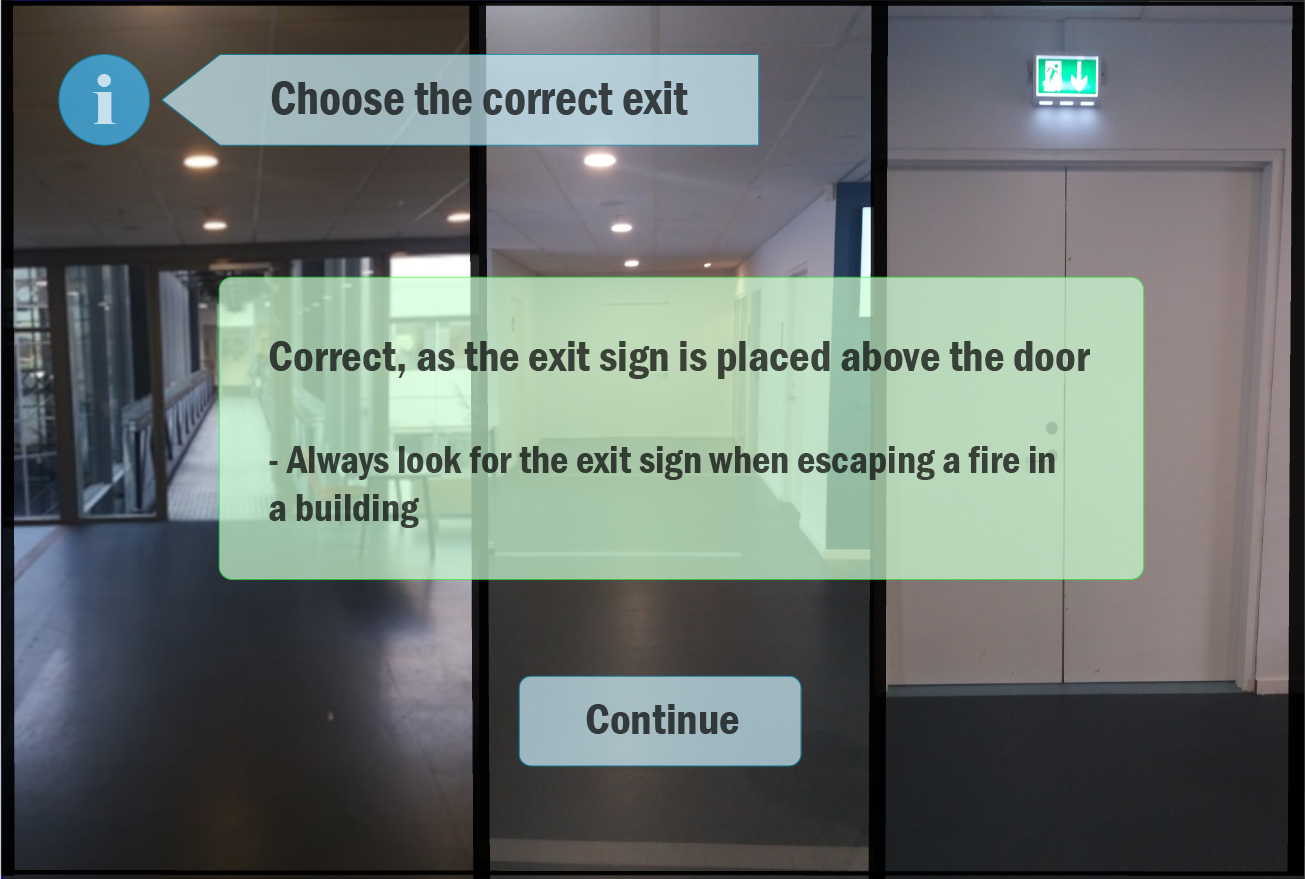 i
Choose the correct exit
Correct, as the exit sign is placed above the door
- Always look for the exit sign when escaping a fire in
a building
Continue